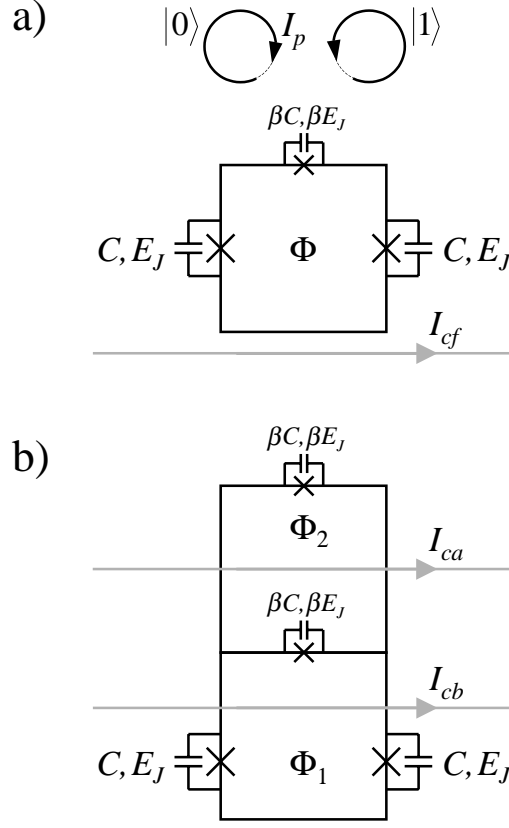 a) |0⟩ I_p |1⟩
βC, βE_J
C, E_J Φ C, E_J
I_cf
b)
βC, βE_J
Φ_2
I_ca
βC, βE_J
I_cb
C, E_J Φ_1 C, E_J